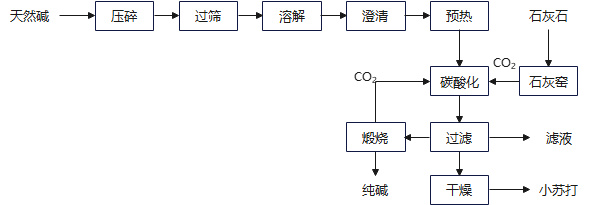 天然碱
压碎
过筛
溶解
澄清
预热
石灰石
CO₂
CO₂
碳酸化
石灰窑
煅烧
过滤
滤液
纯碱
干燥
小苏打